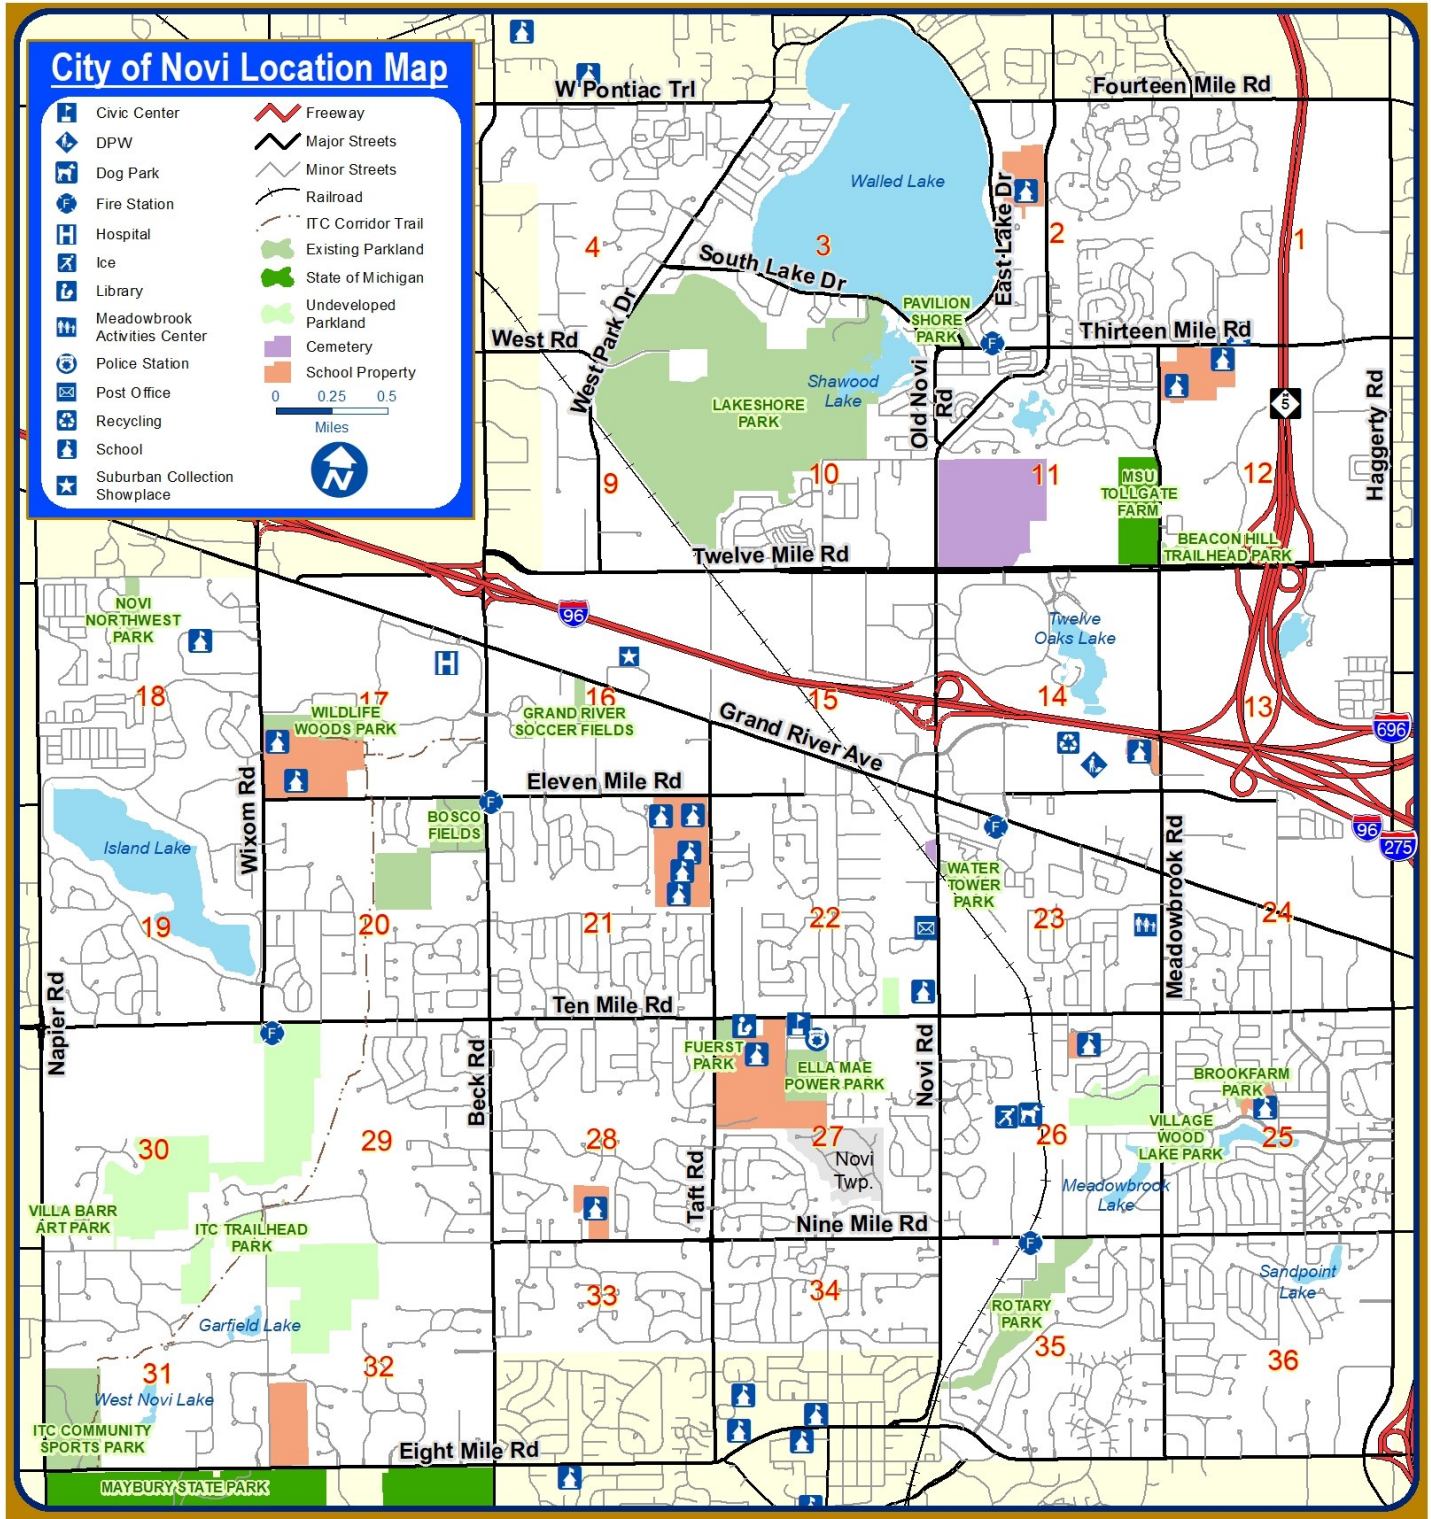 City of Novi Location Map
Civic Center
DPW
Dog Park
Fire Station
Hospital
Ice
Library
Meadowbrook
Activities Center
Police Station
Post Office
Recycling
School
Suburban Collection
Showplace
Freeway
Major Streets
Minor Streets
Railroad
ITC Corridor Trail
Existing Parkland
State of Michigan
Undeveloped
Parkland
Cemetery
School Property
0 0.25 0.5
Miles
N
W Pontiac Trl
Fourteen Mile Rd
Walled Lake
East Lake Dr
4
3
2
1
South Lake Dr
PAVILION
SHORE
PARK
F
Thirteen Mile Rd
West Rd
West Park Dr
Shawood
Lake
LAKESHORE
PARK
Old Novi
Rd
5
Haggerty Rd
9
10
11
12
MSU
TOLLGATE
FARM
BEACON HILL
TRAILHEAD PARK
Twelve Mile Rd
96
NOVI
NORTHWEST
PARK
H
Twelve
Oaks Lake
18
17
16
15
14
13
WILDLIFE
WOODS PARK
GRAND RIVER
SOCCER FIELDS
Grand River Ave
696
Eleven Mile Rd
Wixom Rd
BOSCO
FIELDS
F
F
96
275
Island Lake
Meadowbrook Rd
WATER
TOWER
PARK
19
20
21
22
23
24
Napier Rd
Ten Mile Rd
F
Beck Rd
FUERST
PARK
ELLA MAE
POWER PARK
Novi Rd
BROOKFARM
PARK
VILLAGE
WOOD
LAKE PARK
30
29
28
27
26
25
Novi
Twp.
Taft Rd
Meadowbrook
Lake
VILLA BARR
ART PARK
ITC TRAILHEAD
PARK
Nine Mile Rd
F
Sandpoint
Lake
33
34
ROTARY
PARK
Garfield Lake
31
32
35
36
West Novi Lake
ITC COMMUNITY
SPORTS PARK
Eight Mile Rd
MAYBURY STATE PARK